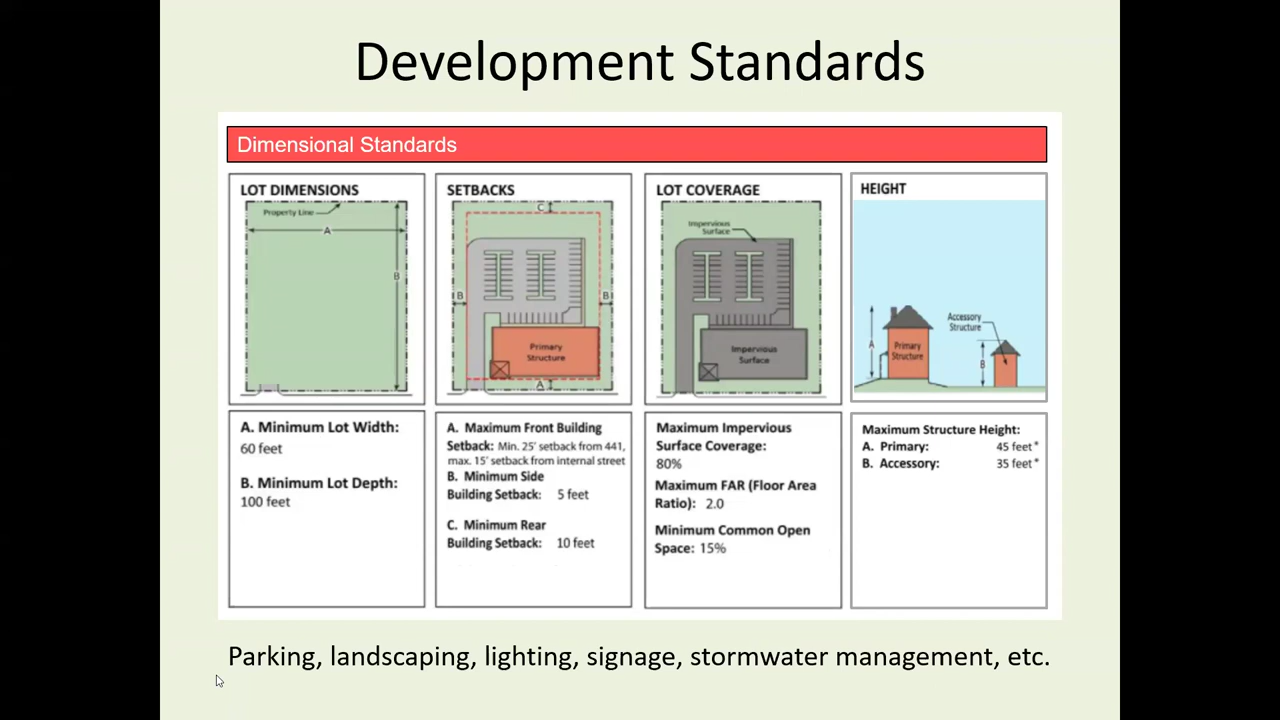 Development Standards
Dimensional Standards
LOT DIMENSIONS
Property Line
A
B
A. Minimum Lot Width:
60 feet
B. Minimum Lot Depth:
100 feet
SETBACKS
C
B
B
Primary
Structure
A
A. Maximum Front Building
Setback: Min. 25' setback from 441,
max. 15' setback from internal street
B. Minimum Side
Building Setback: 5 feet
C. Minimum Rear
Building Setback: 10 feet
LOT COVERAGE
Impervious
Surface
Impervious
Surface
Maximum Impervious
Surface Coverage:
80%
Maximum FAR (Floor Area
Ratio): 2.0
Minimum Common Open
Space: 15%
HEIGHT
Accessory
Structure
A
Primary
Structure
B
Maximum Structure Height:
A. Primary: 45 feet*
B. Accessory: 35 feet*
Parking, landscaping, lighting, signage, stormwater management, etc.